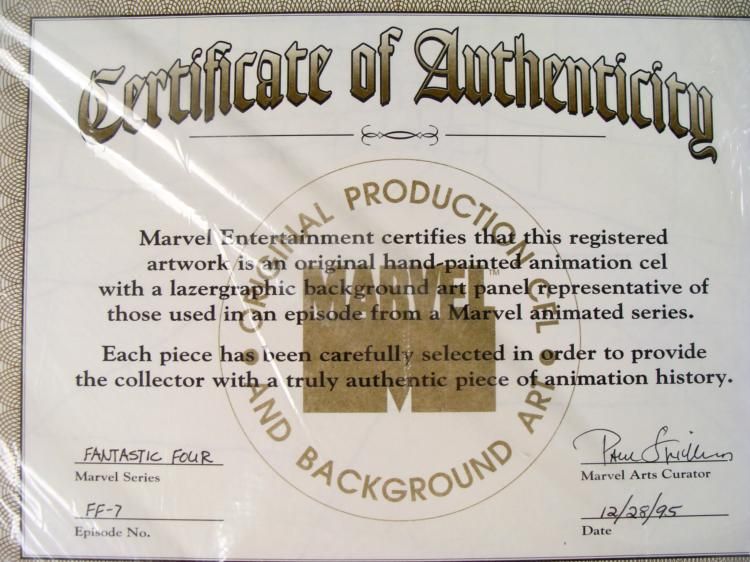 Certificate of Authenticity
ORIGINAL PRODUCTION CEL
• AND BACKGROUND ART •
MARVEL™
Marvel Entertainment certifies that this registered
artwork is an original hand-painted animation cel
with a lazergraphic background art panel representative of
those used in an episode from a Marvel animated series.
Each piece has been carefully selected in order to provide
the collector with a truly authentic piece of animation history.
FANTASTIC FOUR
Marvel Series
FF-7
Episode No.
Marvel Arts Curator
12/28/95
Date